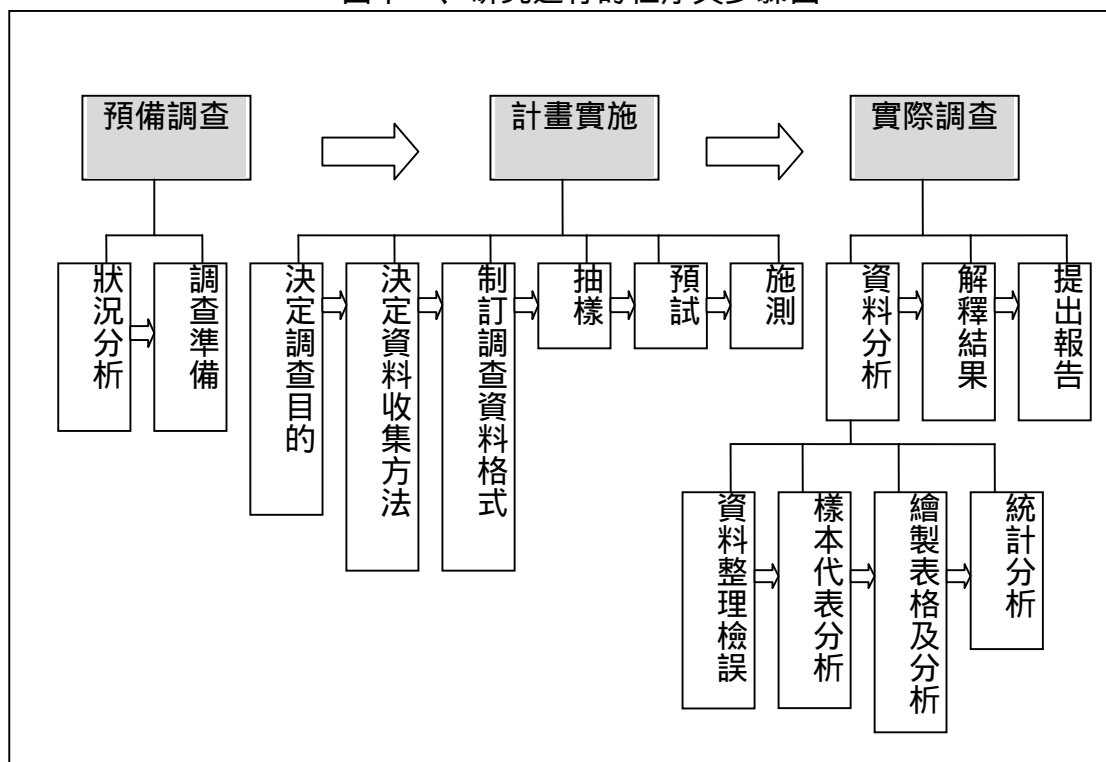 預備調查
計畫實施
實際調查
狀況分析
調查準備
決定調查目的
決定資料收集方法
制訂調查資料格式
抽樣
預試
施測
資料分析
解釋結果
提出報告
資料整理檢誤
樣本代表分析
繪製表格及分析
統計分析